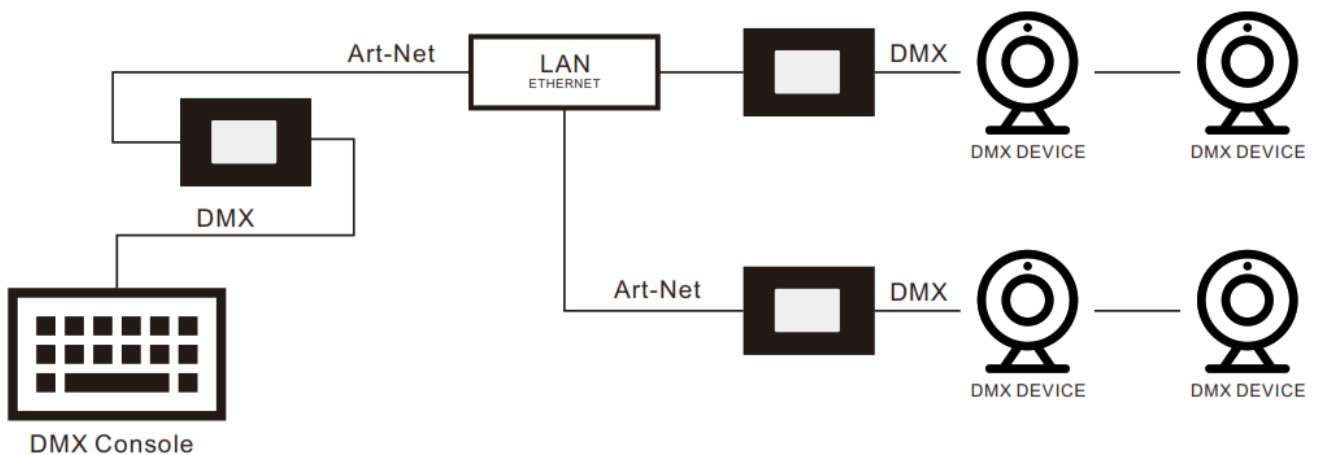 Art-Net
LAN
ETHERNET
DMX
DMX DEVICE
DMX DEVICE
DMX
Art-Net
DMX
DMX DEVICE
DMX DEVICE
DMX Console